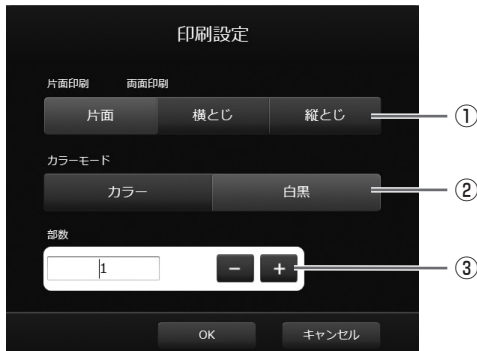 印刷設定
片面印刷 両面印刷
片面 横とじ 縦とじ ①
カラーモード
カラー 白黒 ②
部数
1 − + ③
OK キャンセル